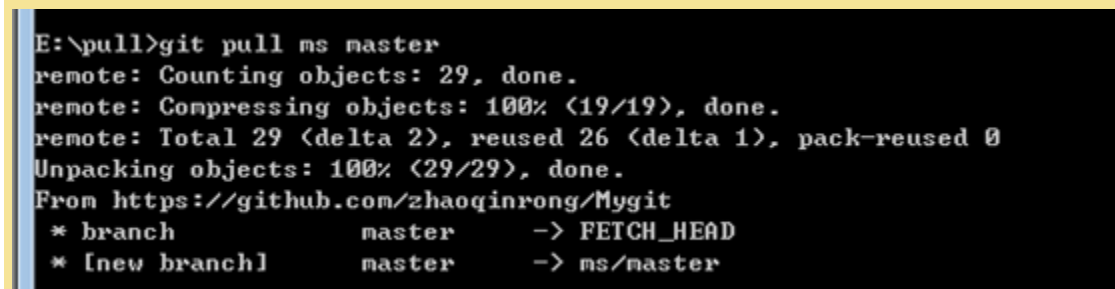 E:\pull>git pull ms master
remote: Counting objects: 29, done.
remote: Compressing objects: 100% (19/19), done.
remote: Total 29 (delta 2), reused 26 (delta 1), pack-reused 0
Unpacking objects: 100% (29/29), done.
From https://github.com/zhaoqinrong/Mygit
 * branch            master     -> FETCH_HEAD
 * [new branch]      master     -> ms/master